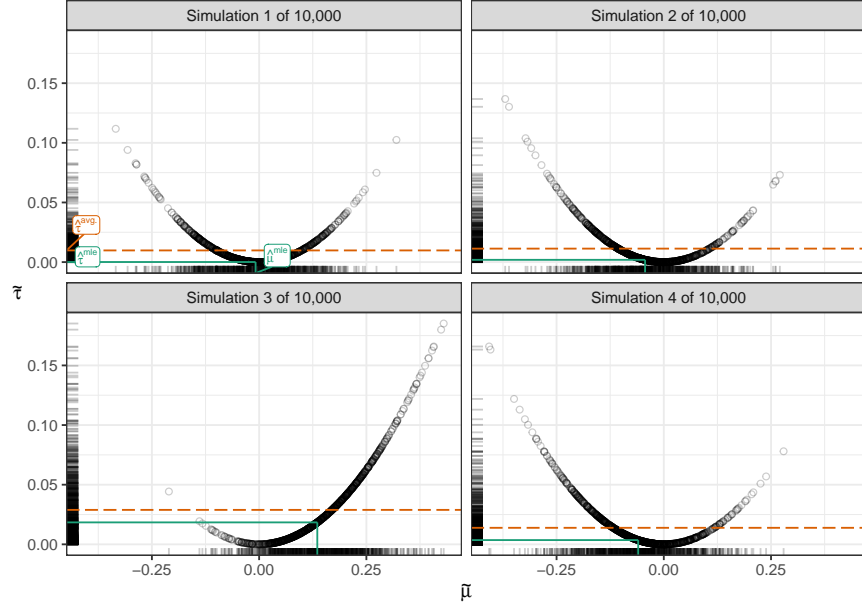 Simulation 1 of 10,000
Simulation 2 of 10,000
0.15
0.10
0.05
0.00
τ̂avg.
τ̂mle
μ̂mle
τ̃
Simulation 3 of 10,000
Simulation 4 of 10,000
0.15
0.10
0.05
0.00
−0.25
0.00
0.25
−0.25
0.00
0.25
μ̃